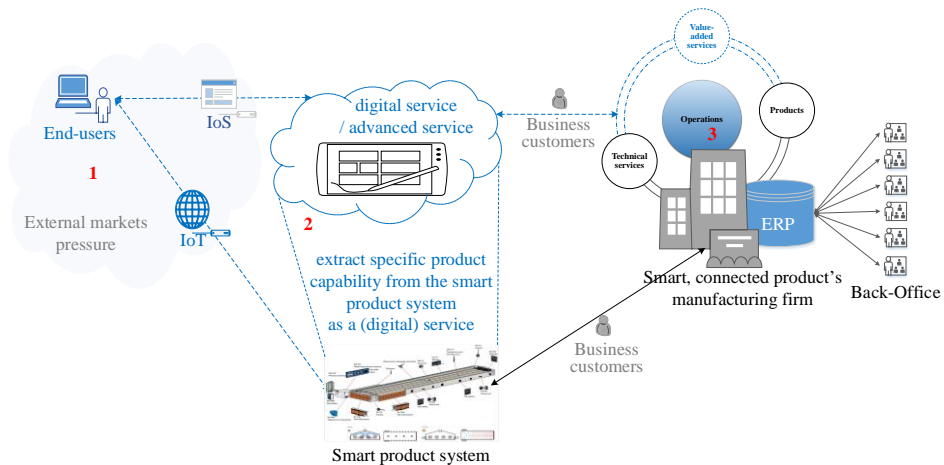 Value-
added
services
End-users
IoS
digital service
/ advanced service
Business
customers
Operations
3
Products
Technical
services
1
External markets
pressure
IoT
2
ERP
extract specific product
capability from the smart
product system
as a (digital) service
Smart, connected product's
manufacturing firm
Back-Office
Business
customers
Smart product system